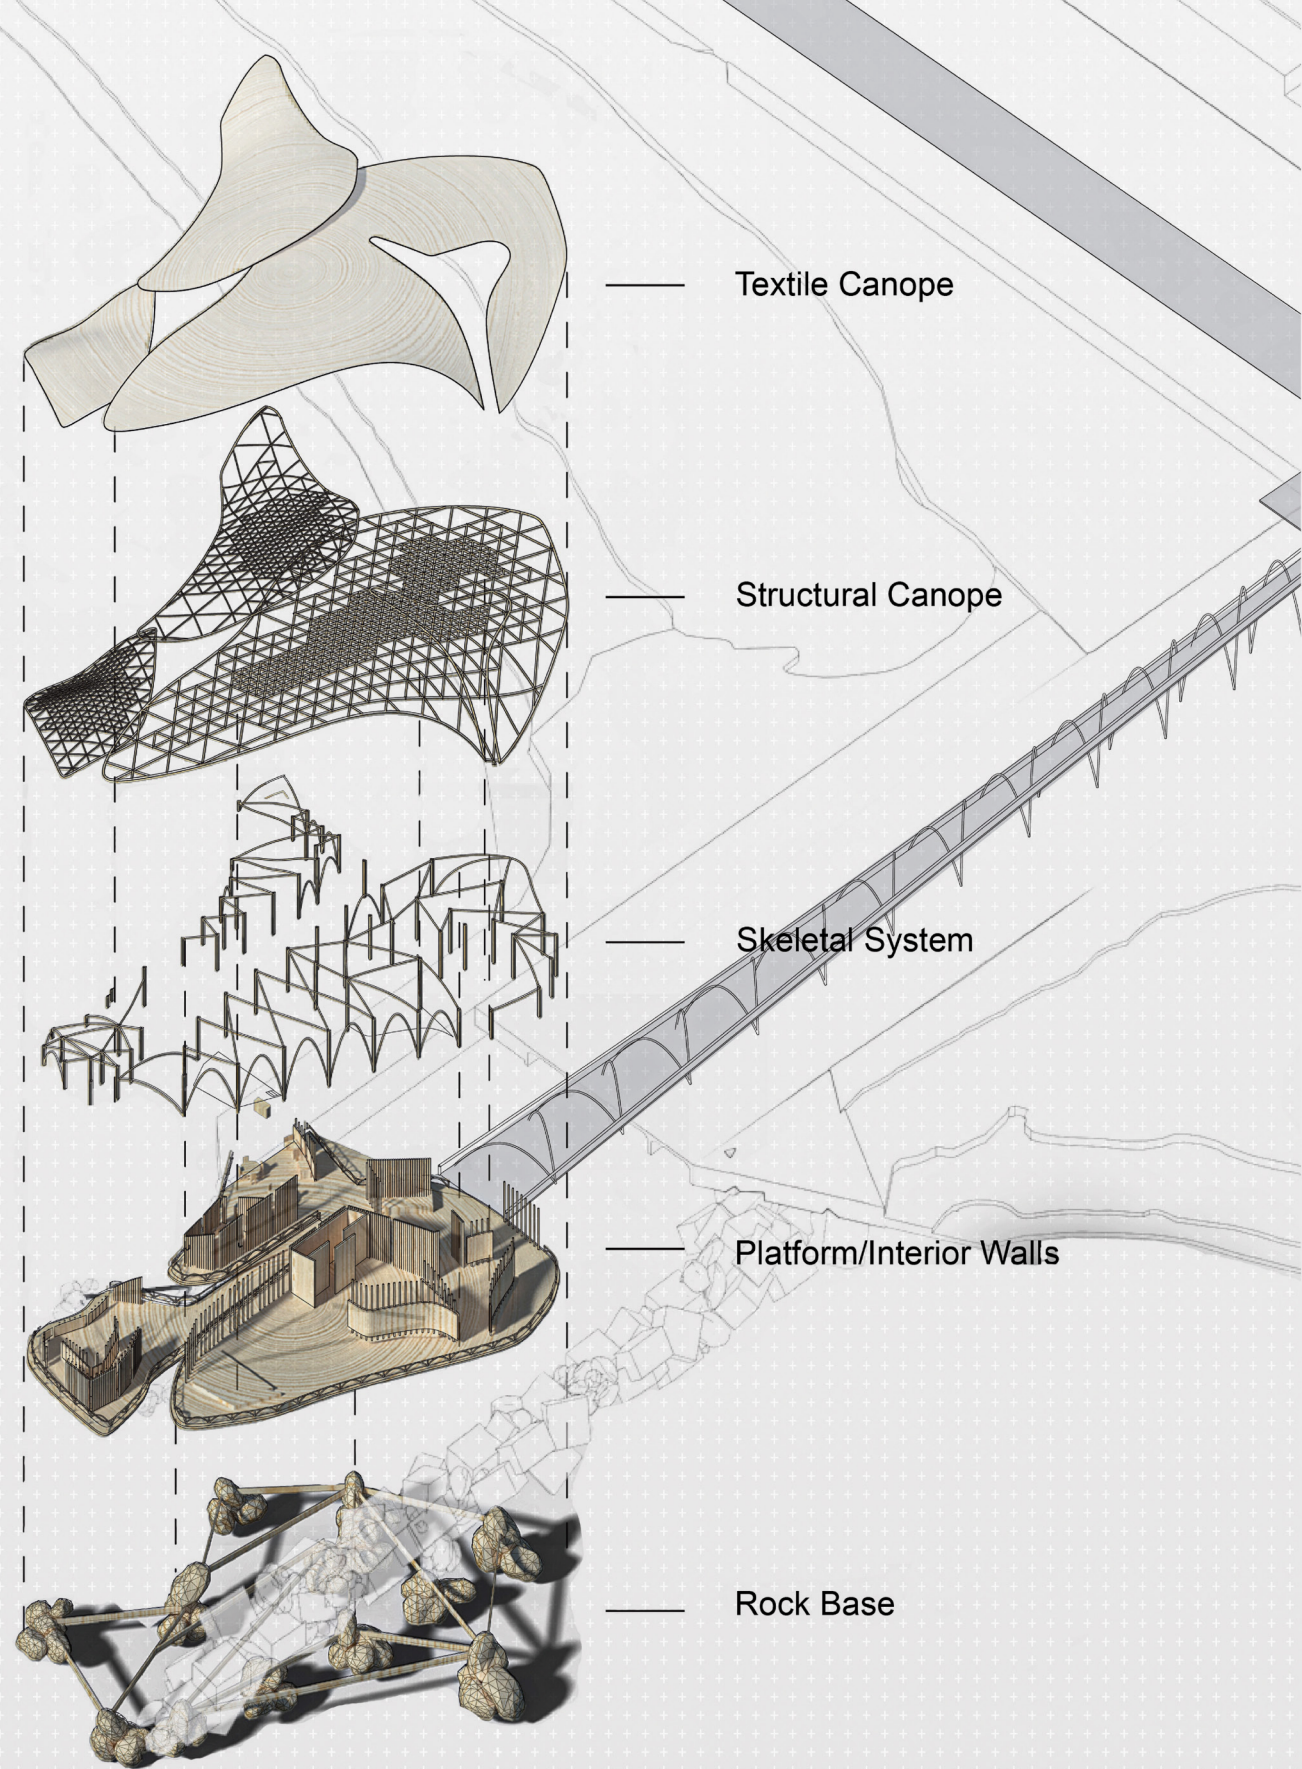 Textile Canope
Structural Canope
Skeletal System
Platform/Interior Walls
Rock Base